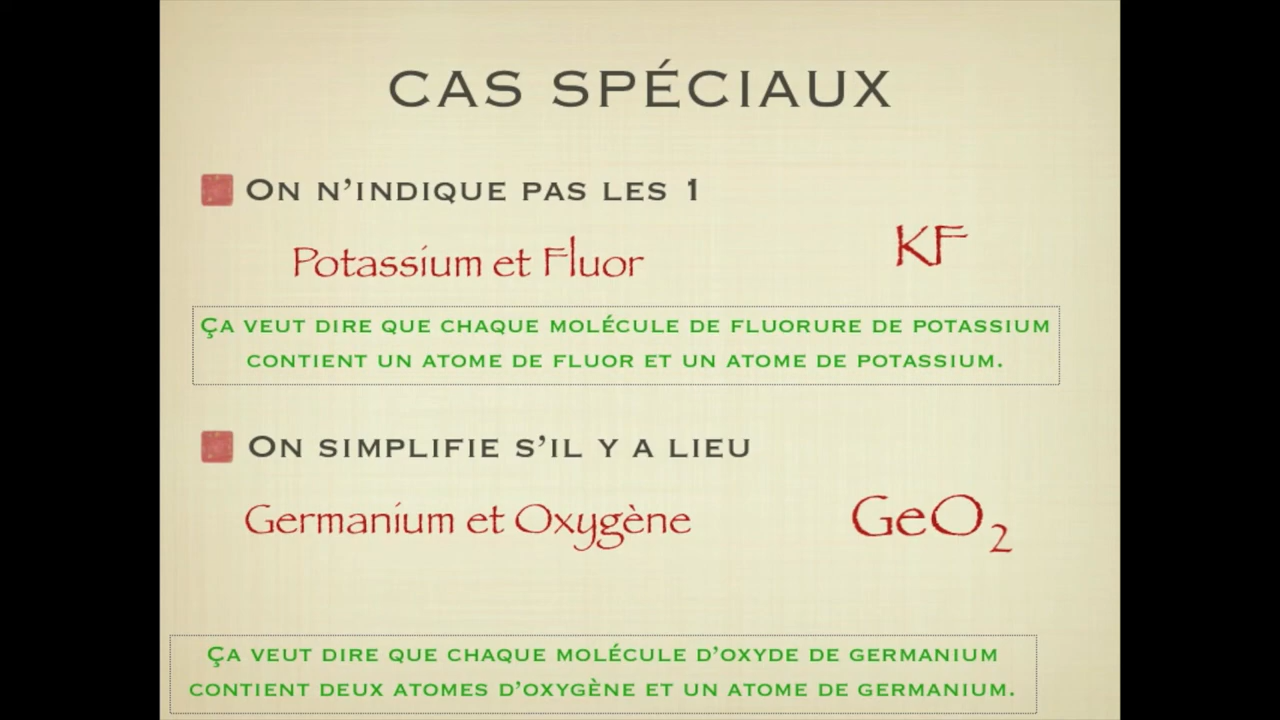 CAS SPÉCIAUX
ON N'INDIQUE PAS LES 1
Potassium et Fluor
KF
ÇA VEUT DIRE QUE CHAQUE MOLÉCULE DE FLUORURE DE POTASSIUM
CONTIENT UN ATOME DE FLUOR ET UN ATOME DE POTASSIUM.
ON SIMPLIFIE S'IL Y A LIEU
Germanium et Oxygène
GeO₂
ÇA VEUT DIRE QUE CHAQUE MOLÉCULE D'OXYDE DE GERMANIUM
CONTIENT DEUX ATOMES D'OXYGÈNE ET UN ATOME DE GERMANIUM.